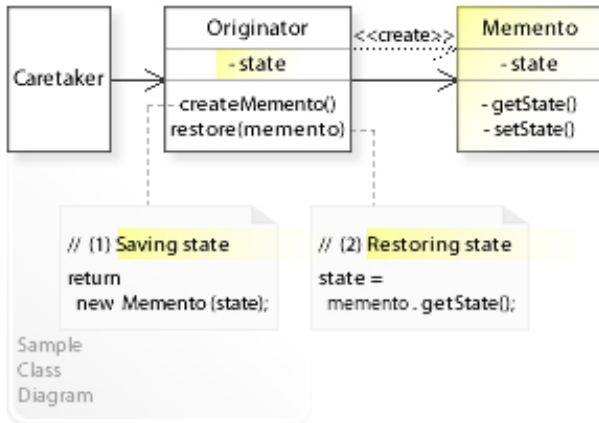 Caretaker
Originator
- state
createMemento()
restore(memento)
<<create>>
Memento
- state
- getState()
- setState()
// (1) Saving state
return
new Memento (state);
// (2) Restoring state
state =
memento . getState();
Sample
Class
Diagram